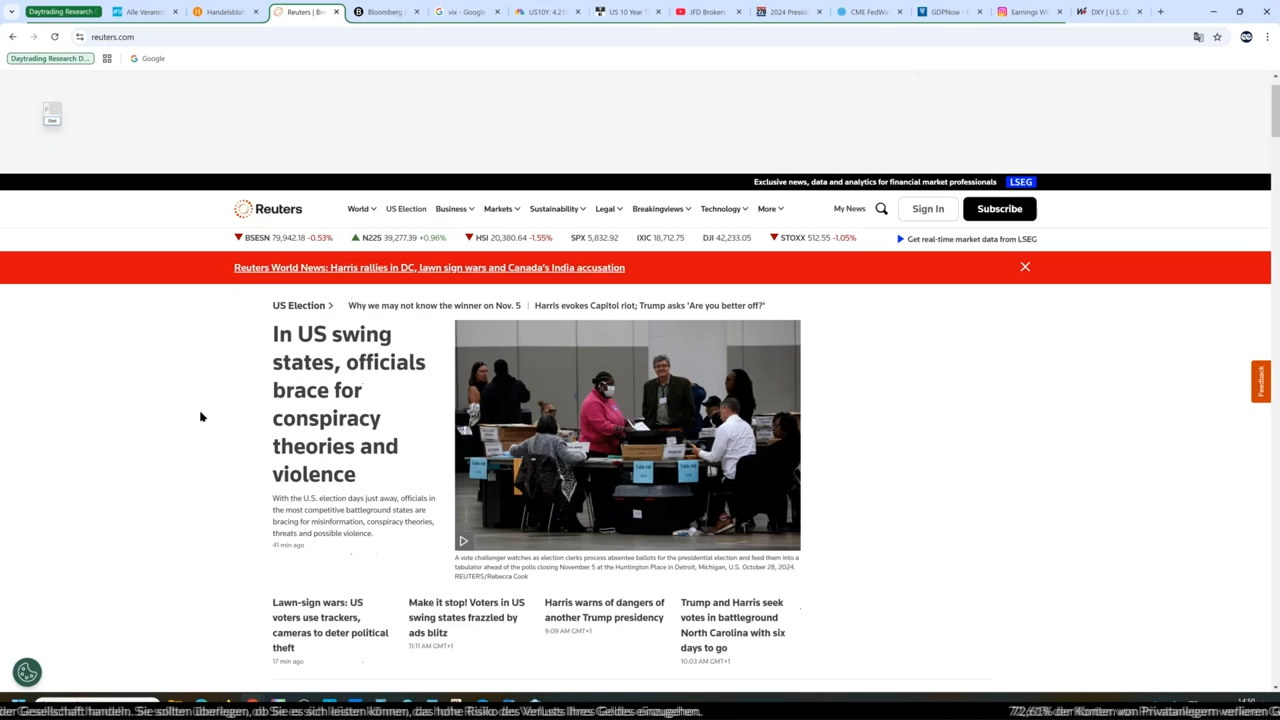 Daytrading Research D
Alle Veranst
Handelsblat
Reuters | Bre
Bloomberg
vix - Google
US10Y: 4.21
US 10 Year T
JFD Brokers
2024 Presid
CME FedWa
GDPNow -
Earnings Wh
DXY | U.S. D
reuters.com
Daytrading Research D...
Google
Start
Exclusive news, data and analytics for financial market professionals LSEG
Reuters
World
US Election
Business
Markets
Sustainability
Legal
Breakingviews
Technology
More
My News
Sign In
Subscribe
BSESN 79,942.18 -0.53%
N225 39,277.39 +0.96%
HSI 20,380.64 -1.55%
SPX 5,832.92
IXIC 18,712.75
DJI 42,233.05
STOXX 512.55 -1.05%
Get real-time market data from LSEG
Reuters World News: Harris rallies in DC, lawn sign wars and Canada's India accusation
US Election
Why we may not know the winner on Nov. 5
Harris evokes Capitol riot; Trump asks 'Are you better off?'
In US swing
states, officials
brace for
conspiracy
theories and
violence
With the U.S. election days just away, officials in
the most competitive battleground states are
bracing for misinformation, conspiracy theories,
threats and possible violence.
41 min ago
A vote challenger watches as election clerks process absentee ballots for the presidential election and feed them into a
tabulator ahead of the polls closing November 5 at the Huntington Place in Detroit, Michigan, U.S. October 28, 2024.
REUTERS/Rebecca Cook
Lawn-sign wars: US
voters use trackers,
cameras to deter political
theft
17 min ago
Make it stop! Voters in US
swing states frazzled by
ads blitz
11:11 AM GMT+1
Harris warns of dangers of
another Trump presidency
9:09 AM GMT+1
Trump and Harris seek
votes in battleground
North Carolina with six
days to go
10:03 AM GMT+1
Feedback
der Gesellschaft handeln. Sie sollten überlegen, ob Sie es sich leisten können, das hohe Risiko des Verlusts Ihres Geldes einzugehen.
72,61% der Konten von Privatanlegern verlieren G